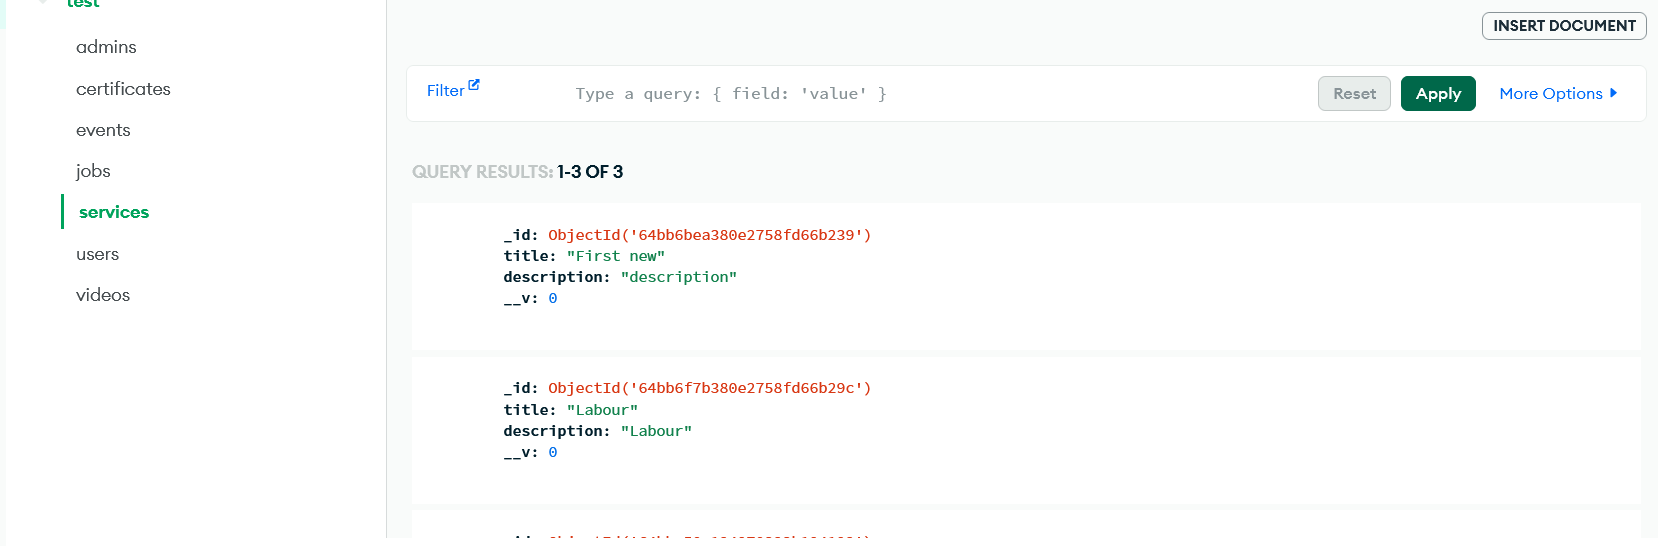 test
admins
certificates
events
jobs
services
users
videos
INSERT DOCUMENT
Filter
Type a query: { field: 'value' }
Reset
Apply
More Options
QUERY RESULTS: 1-3 OF 3
_id: ObjectId('64bb6bea380e2758fd66b239')
title: "First new"
description: "description"
__v: 0
_id: ObjectId('64bb6f7b380e2758fd66b29c')
title: "Labour"
description: "Labour"
__v: 0